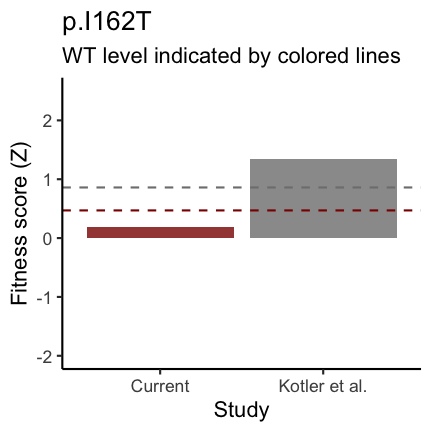 p.I162T
WT level indicated by colored lines
Fitness score (Z)
2
1
0
-1
-2
Current
Kotler et al.
Study